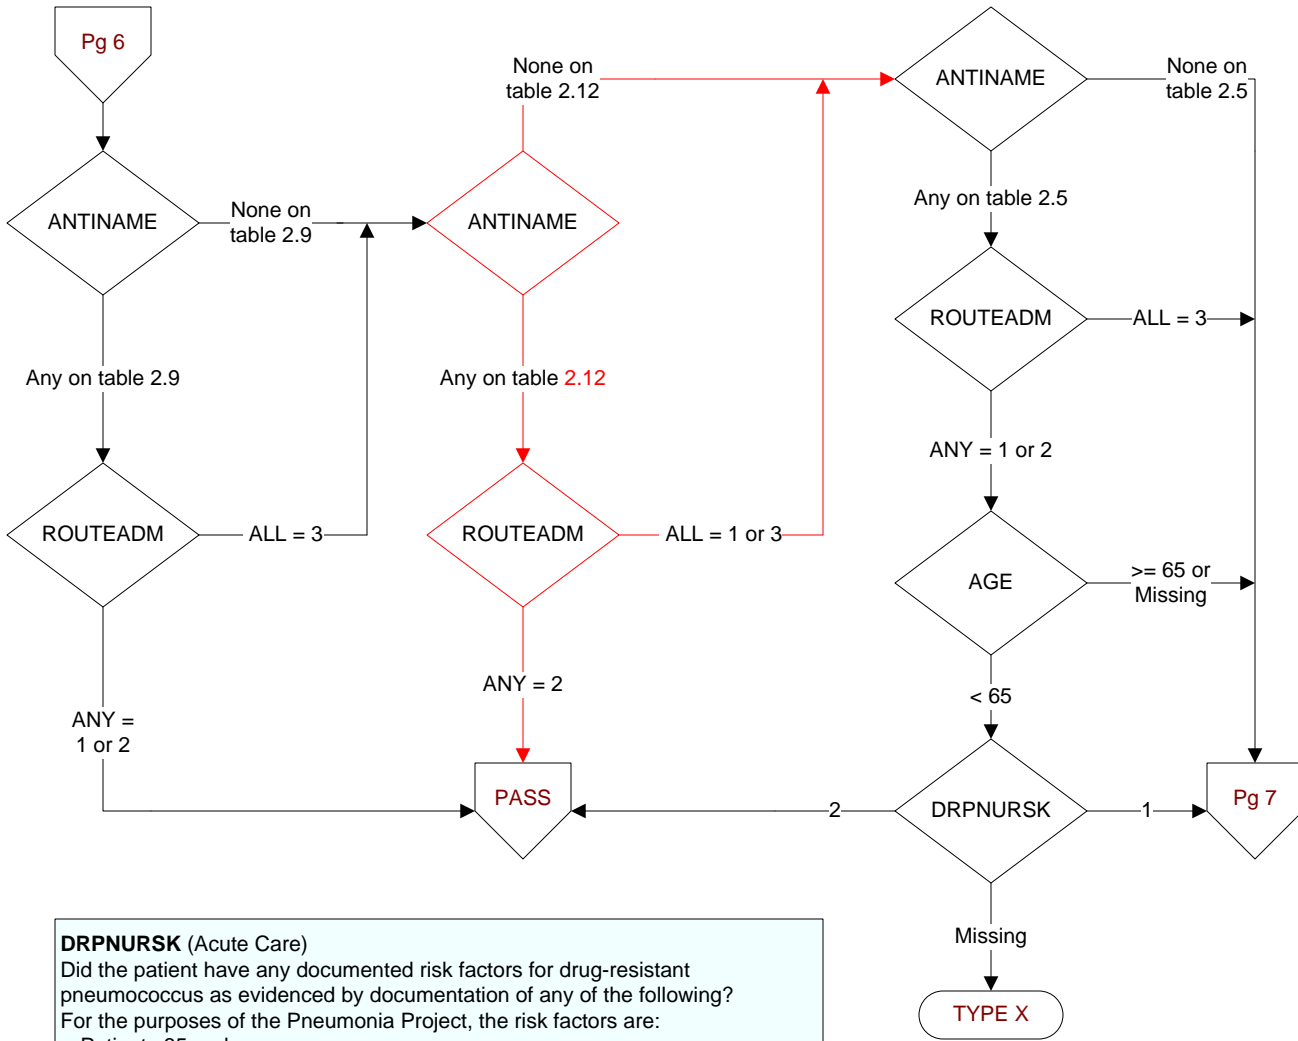 Pg 6
ANTINAME
None on
table 2.9
Any on table 2.9
ROUTEADM
ALL = 3
ANY =
1 or 2
None on
table 2.12
ANTINAME
Any on table 2.12
ROUTEADM
ALL = 1 or 3
ANY = 2
PASS
ANTINAME
None on
table 2.5
Any on table 2.5
ROUTEADM
ALL = 3
ANY = 1 or 2
AGE
>= 65 or
Missing
< 65
DRPNURSK
2
1
Pg 7
Missing
TYPE X
DRPNURSK (Acute Care)
Did the patient have any documented risk factors for drug-resistant
pneumococcus as evidenced by documentation of any of the following?
For the purposes of the Pneumonia Project, the risk factors are: